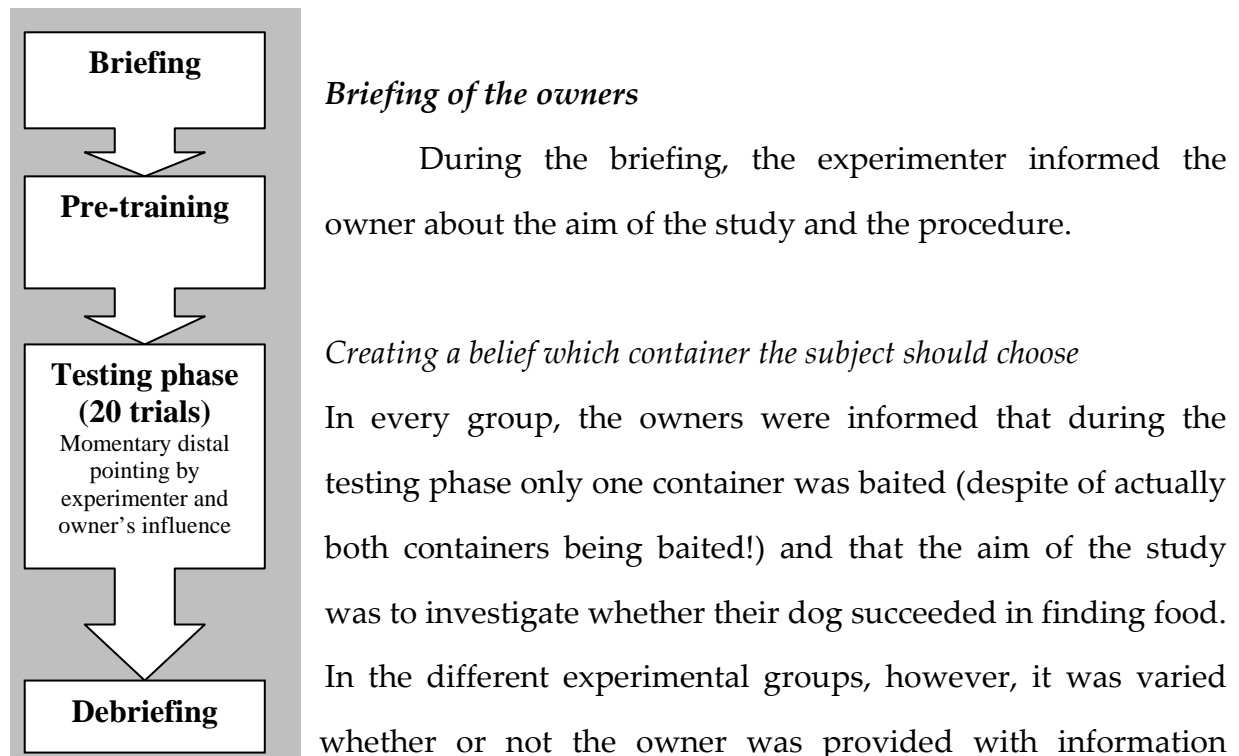 Briefing
Pre-training
Testing phase
(20 trials)
Momentary distal
pointing by
experimenter and
owner's influence
Debriefing
Briefing of the owners
During the briefing, the experimenter informed the
owner about the aim of the study and the procedure.
Creating a belief which container the subject should choose
In every group, the owners were informed that during the
testing phase only one container was baited (despite of actually
both containers being baited!) and that the aim of the study
was to investigate whether their dog succeeded in finding food.
In the different experimental groups, however, it was varied
whether or not the owner was provided with information